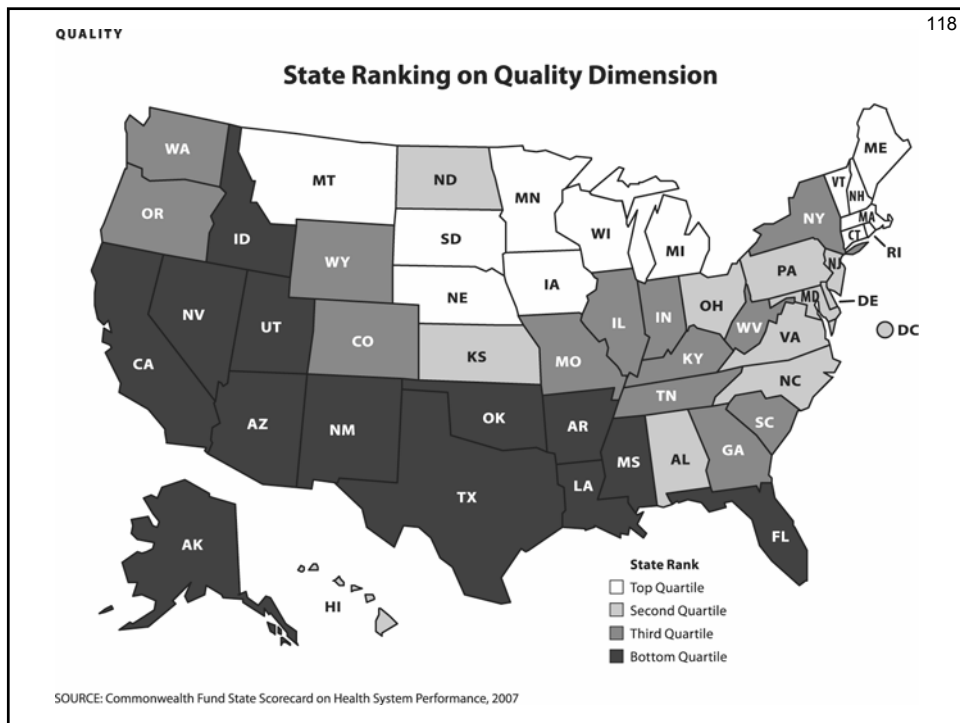 118
QUALITY
State Ranking on Quality Dimension
WA
MT
ND
MN
ME
VT
NH
OR
ID
WY
SD
WI
MI
NY
MA
CT
RI
NE
IA
PA
NJ
NV
UT
CO
KS
IL
IN
OH
MD
DE
WV
VA
DC
CA
MO
KY
NC
AZ
NM
OK
AR
TN
SC
TX
LA
MS
AL
GA
FL
AK
HI
State Rank
Top Quartile
Second Quartile
Third Quartile
Bottom Quartile
SOURCE: Commonwealth Fund State Scorecard on Health System Performance, 2007